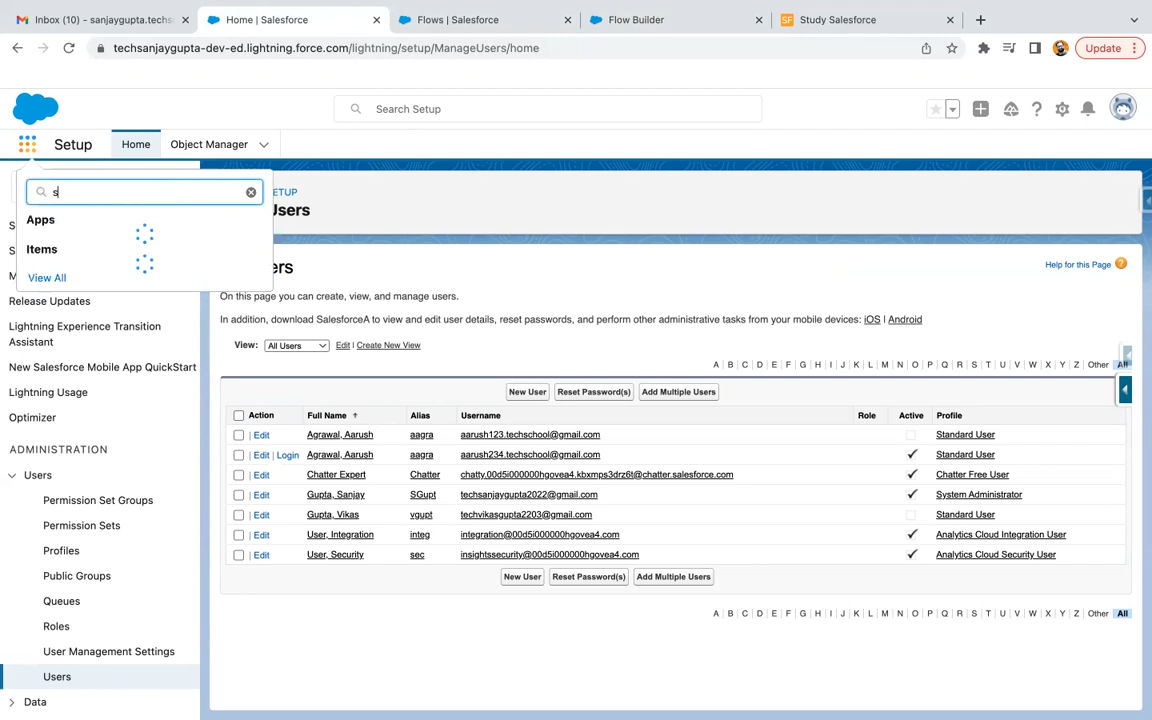 Inbox (10) – sanjaygupta.techs
Home | Salesforce
Flows | Salesforce
Flow Builder
SF Study Salesforce
techsanjaygupta-dev-ed.lightning.force.com/lightning/setup/ManageUsers/home
Update
Search Setup
Setup
Home
Object Manager
s
Apps
Items
View All
S
S
M
Release Updates
Lightning Experience Transition
Assistant
New Salesforce Mobile App QuickStart
Lightning Usage
Optimizer
ADMINISTRATION
Users
Permission Set Groups
Permission Sets
Profiles
Public Groups
Queues
Roles
User Management Settings
Users
Data
ETUP
Users
ers
Help for this Page ?
On this page you can create, view, and manage users.
In addition, download SalesforceA to view and edit user details, reset passwords, and perform other administrative tasks from your mobile devices: iOS | Android
View: All Users Edit | Create New View
A B C D E F G H I J K L M N O P Q R S T U V W X Y Z Other All
New User Reset Password(s) Add Multiple Users
Action Full Name ↑ Alias Username Role Active Profile
| Edit Agrawal, Aarush aagra aarush123.techschool@gmail.com Standard User
| Edit | Login Agrawal, Aarush aagra aarush234.techschool@gmail.com ✓ Standard User
| Edit Chatter Expert Chatter chatty.00d5i000000hgovea4.kbxmps3drz6t@chatter.salesforce.com ✓ Chatter Free User
| Edit Gupta, Sanjay SGupt techsanjaygupta2022@gmail.com ✓ System Administrator
| Edit Gupta, Vikas vgupt techvikasgupta2203@gmail.com Standard User
| Edit User, Integration integ integration@00d5i000000hgovea4.com ✓ Analytics Cloud Integration User
| Edit User, Security sec insightssecurity@00d5i000000hgovea4.com ✓ Analytics Cloud Security User
New User Reset Password(s) Add Multiple Users
A B C D E F G H I J K L M N O P Q R S T U V W X Y Z Other All